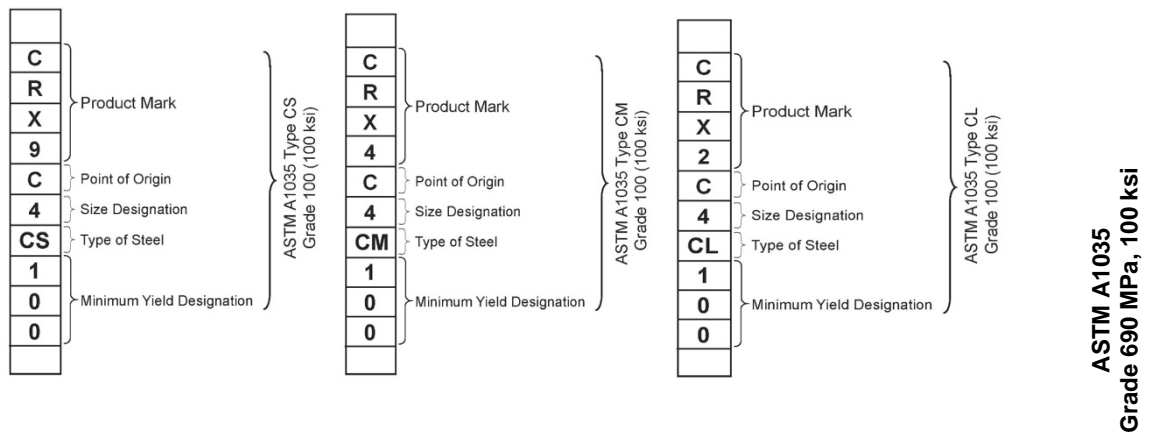 C
R
X
9
C
4
CS
1
0
0
Product Mark
Point of Origin
Size Designation
Type of Steel
Minimum Yield Designation
ASTM A1035 Type CS
Grade 100 (100 ksi)
C
R
X
4
C
4
CM
1
0
0
Product Mark
Point of Origin
Size Designation
Type of Steel
Minimum Yield Designation
ASTM A1035 Type CM
Grade 100 (100 ksi)
C
R
X
2
C
4
CL
1
0
0
Product Mark
Point of Origin
Size Designation
Type of Steel
Minimum Yield Designation
ASTM A1035 Type CL
Grade 100 (100 ksi)
ASTM A1035
Grade 690 MPa, 100 ksi